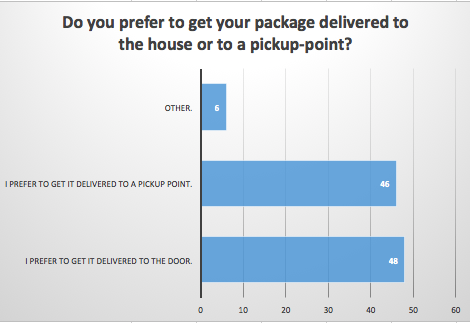 Do you prefer to get your package delivered to
the house or to a pickup-point?
OTHER.
6
I PREFER TO GET IT DELIVERED TO A PICKUP POINT.
46
I PREFER TO GET IT DELIVERED TO THE DOOR.
48
0 10 20 30 40 50 60